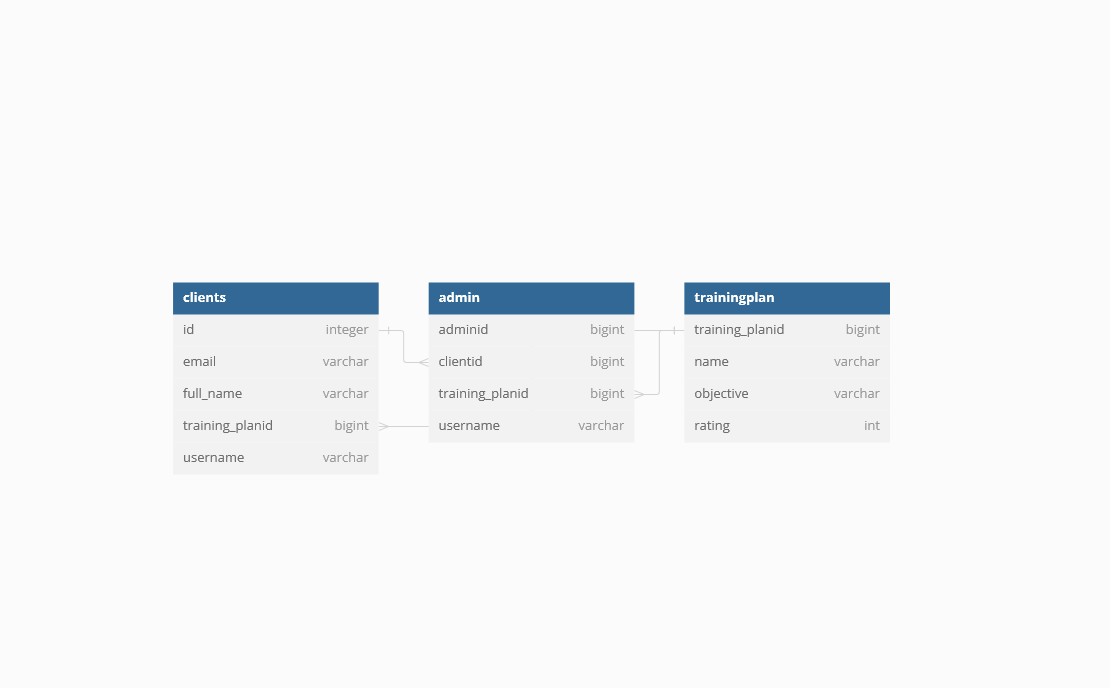 clients
id integer
email varchar
full_name varchar
training_planid bigint
username varchar
admin
adminid bigint
clientid bigint
training_planid bigint
username varchar
trainingplan
training_planid bigint
name varchar
objective varchar
rating int